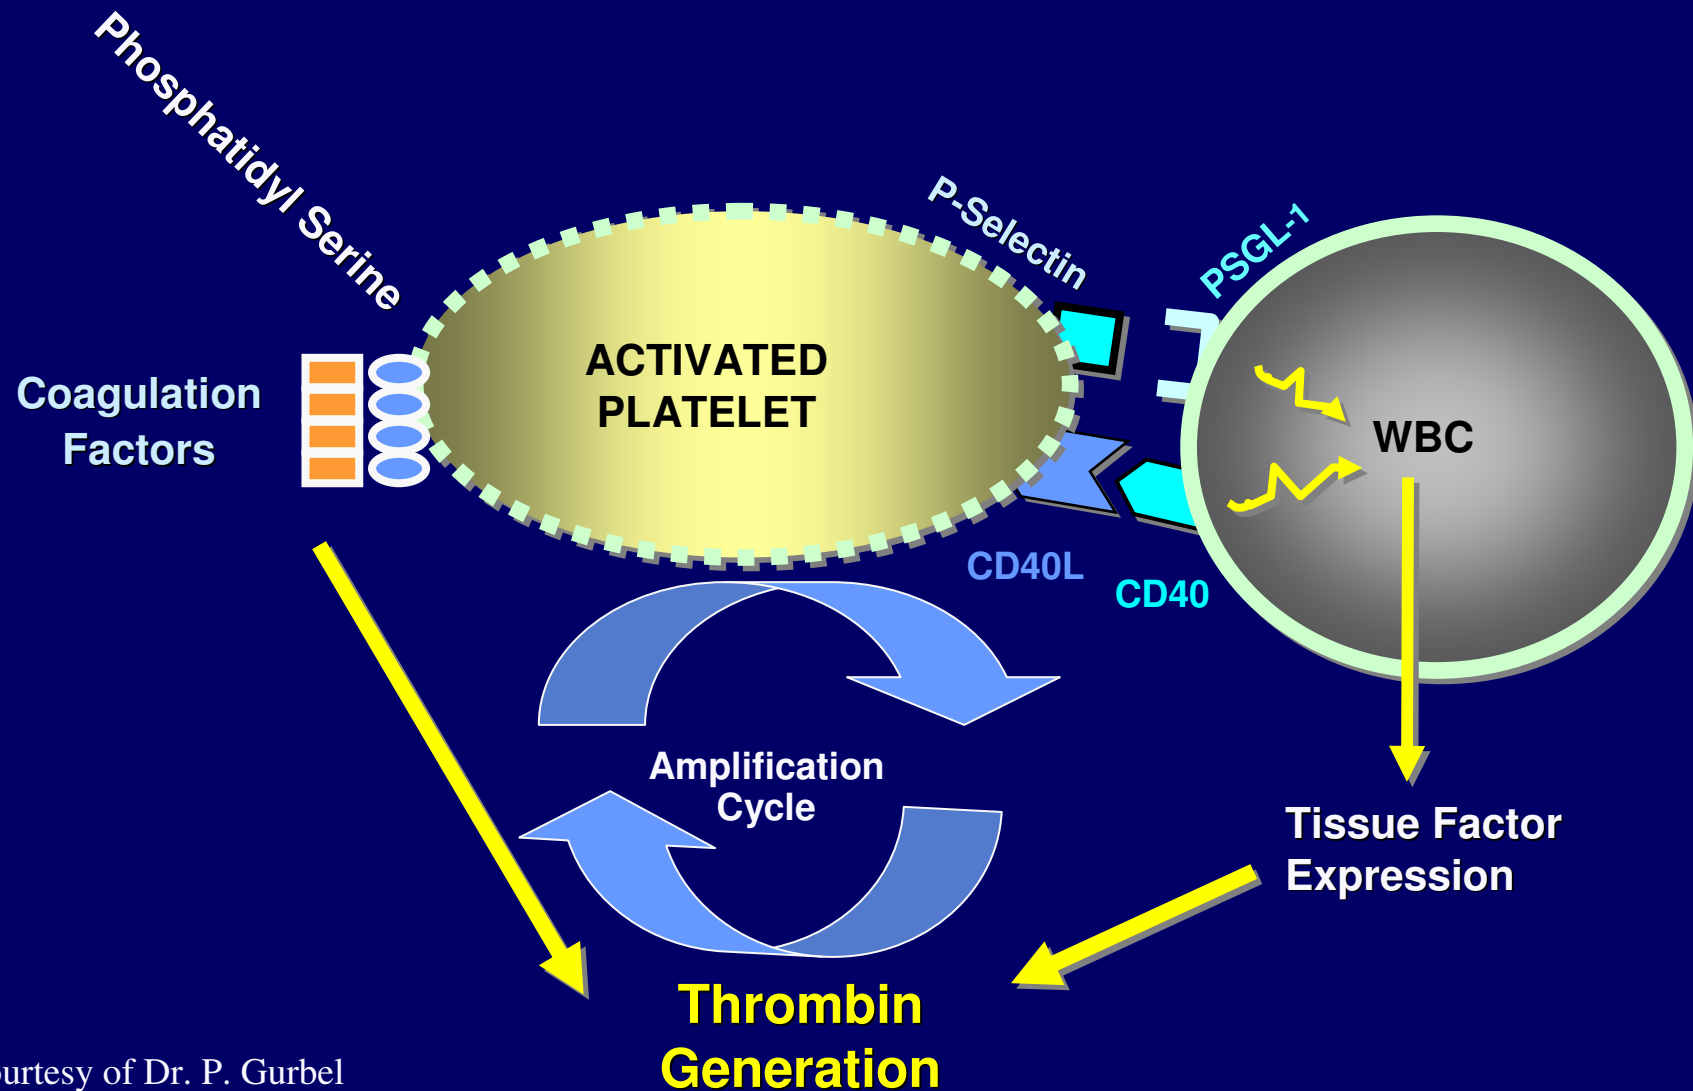 Phosphatidyl Serine
P-Selectin
PSGL-1
ACTIVATED
PLATELET
Coagulation
Factors
WBC
CD40L
CD40
Amplification
Cycle
Tissue Factor
Expression
Thrombin
Generation
of Dr. P. Gurbel